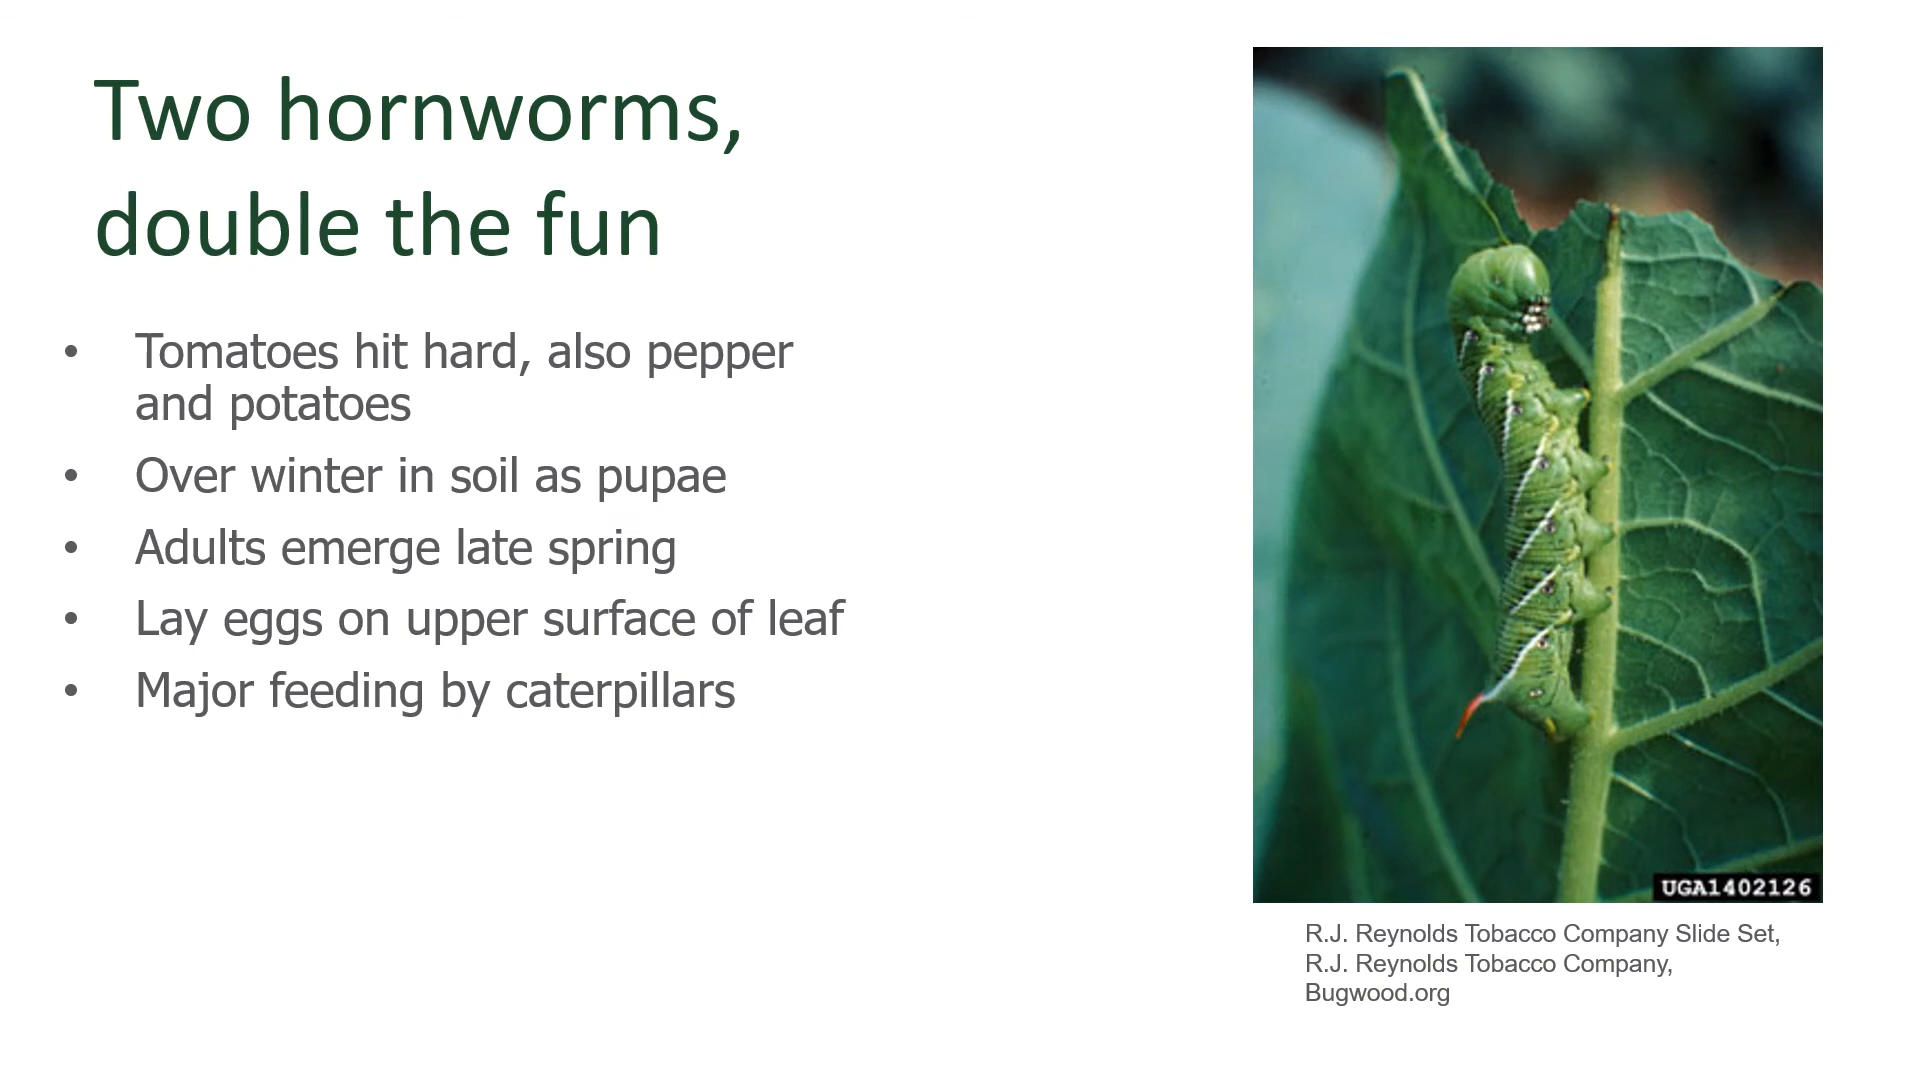 Two hornworms,
double the fun
• Tomatoes hit hard, also pepper
and potatoes
• Over winter in soil as pupae
• Adults emerge late spring
• Lay eggs on upper surface of leaf
• Major feeding by caterpillars
UGA1402126
R.J. Reynolds Tobacco Company Slide Set,
R.J. Reynolds Tobacco Company,
Bugwood.org